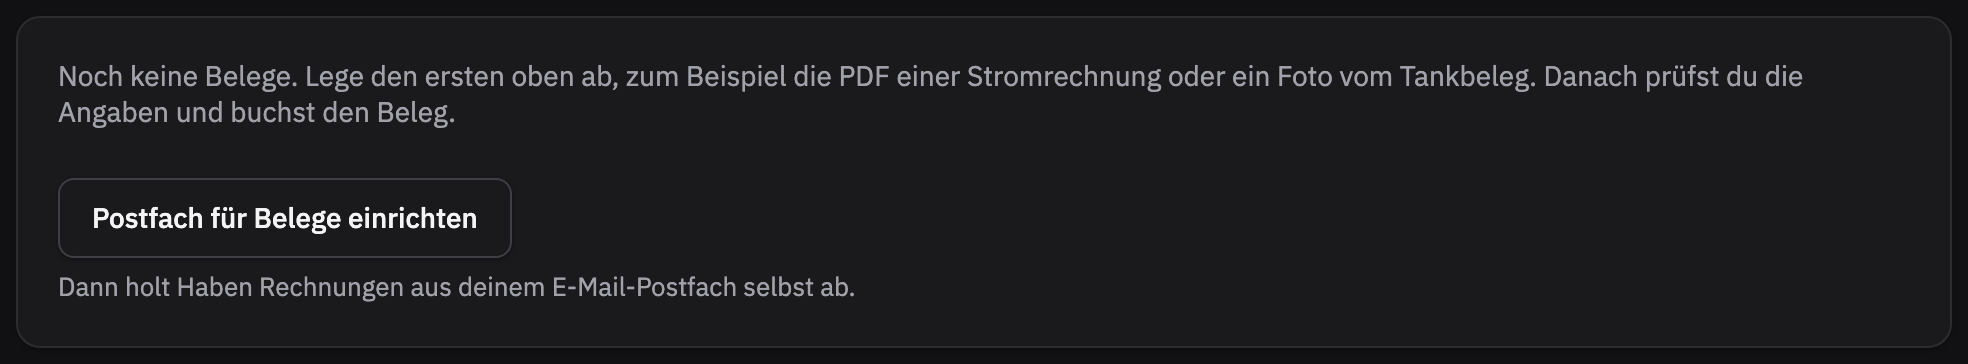 Noch keine Belege. Lege den ersten oben ab, zum Beispiel die PDF einer Stromrechnung oder ein Foto vom Tankbeleg. Danach prüfst du die
Angaben und buchst den Beleg.
Postfach für Belege einrichten
Dann holt Haben Rechnungen aus deinem E-Mail-Postfach selbst ab.